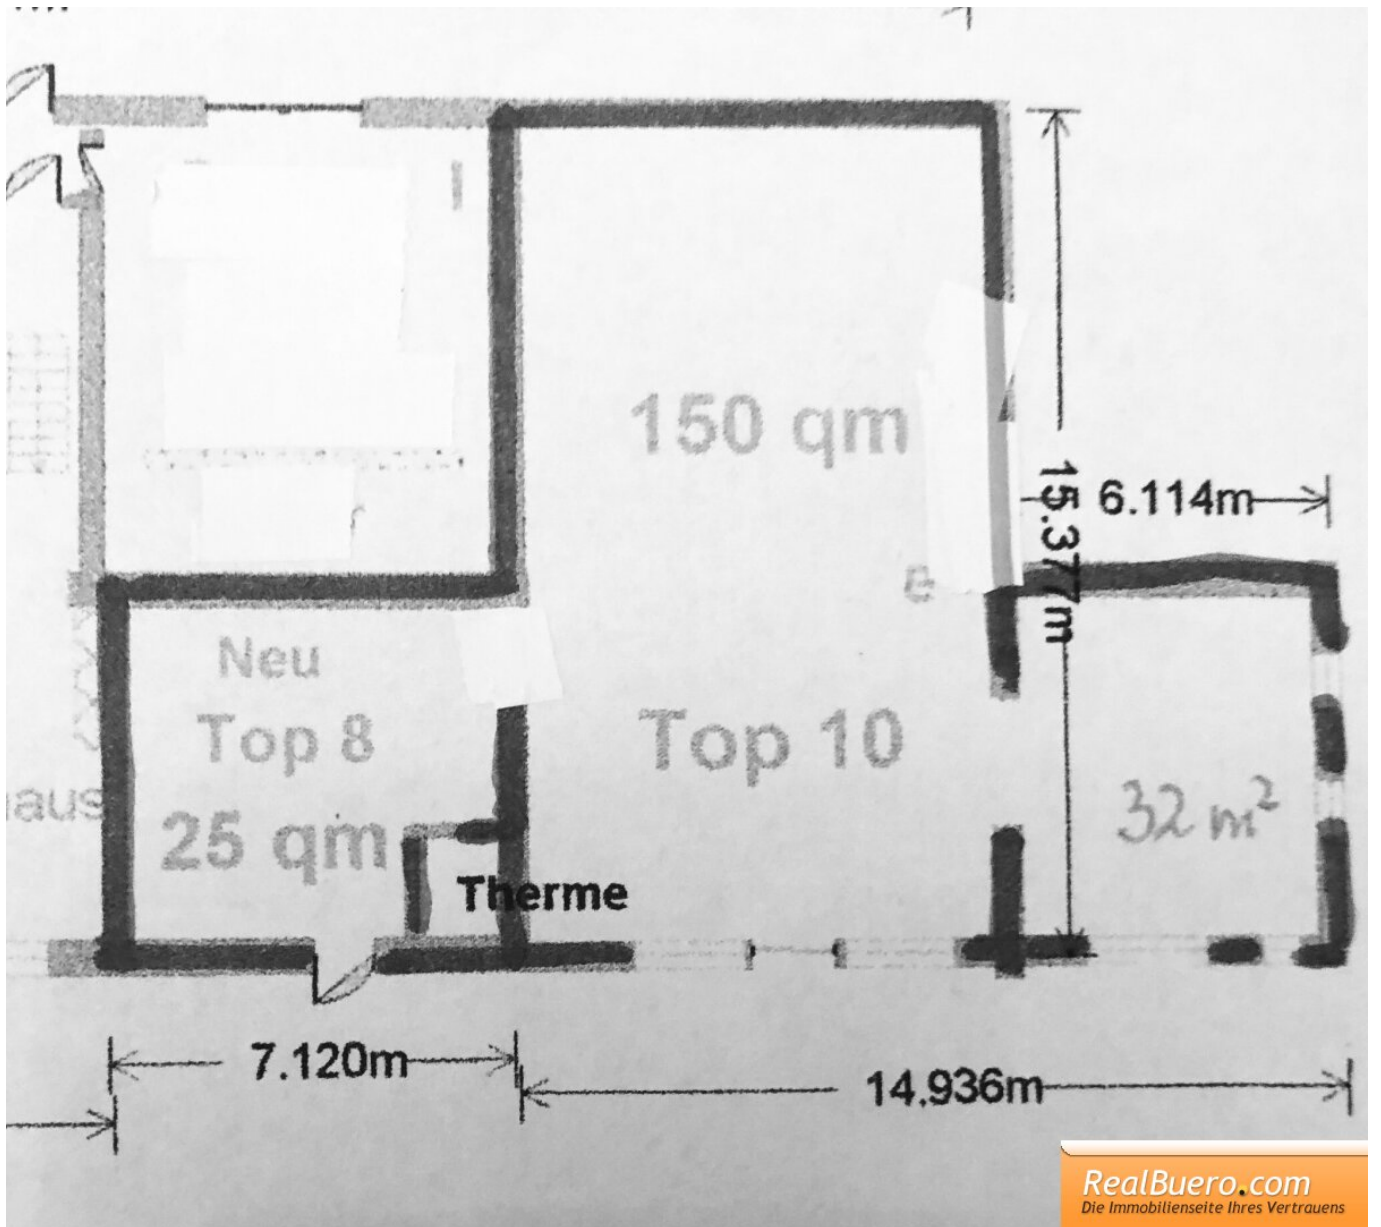 150 qm
6.114m
15.377m
Neu
Top 8
25 qm
Top 10
32 m²
Therme
7.120m
14.936m
RealBuero.com
Die Immobilienseite Ihres Vertrauens